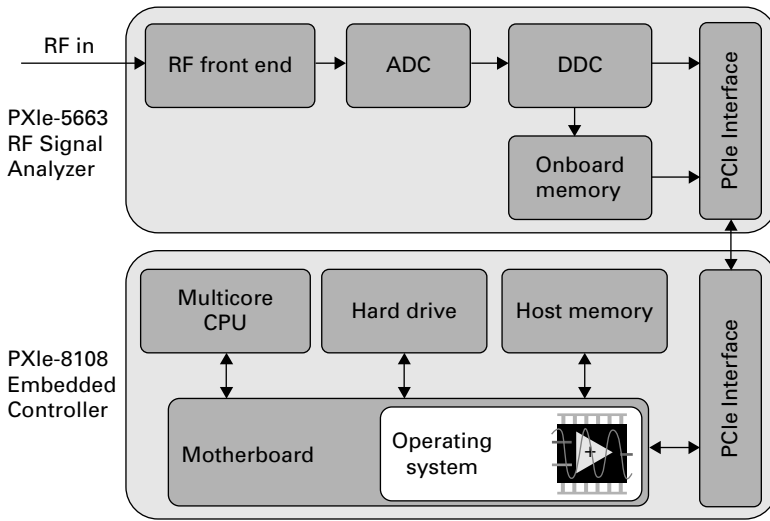 RF in
RF front end
ADC
DDC
PCIe Interface
PXIe-5663
RF Signal
Analyzer
Onboard
memory
Multicore
CPU
Hard drive
Host memory
PCIe Interface
PXIe-8108
Embedded
Controller
Motherboard
Operating
system
+